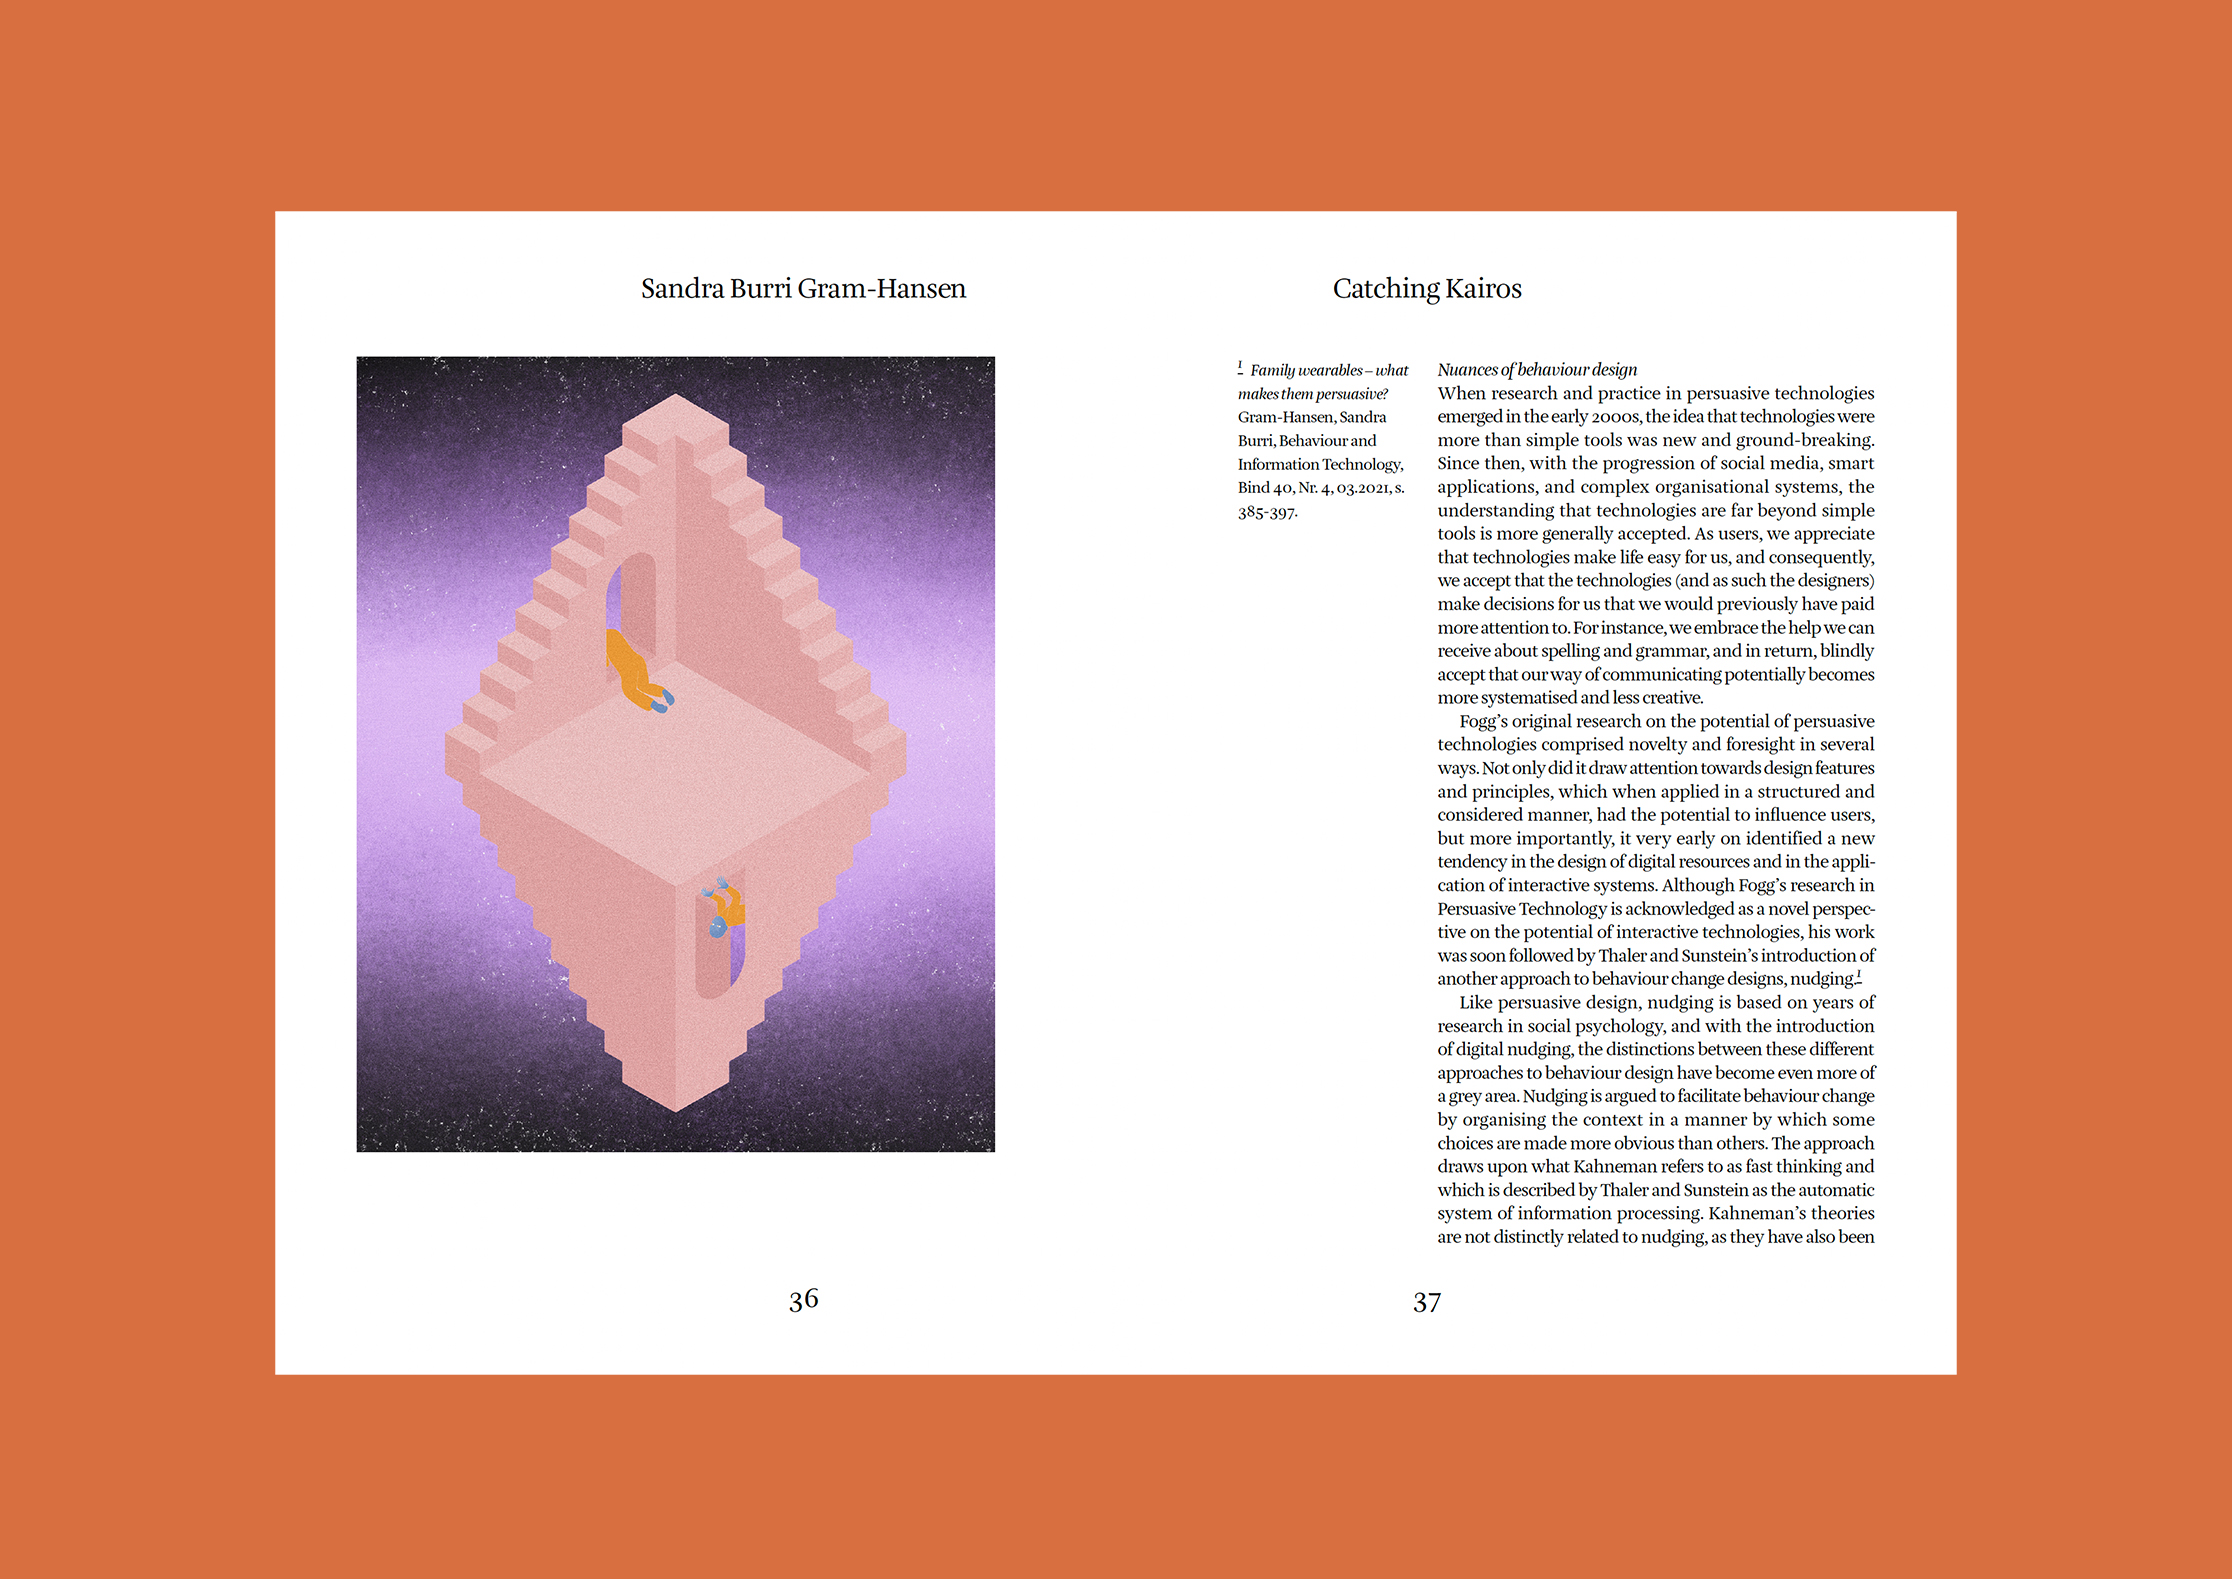 Sandra Burri Gram-Hansen
36
Catching Kairos
1 Family wearables – what
makes them persuasive?
Gram-Hansen, Sandra
Burri, Behaviour and
Information Technology,
Bind 40, Nr. 4, 03.2021, s.
385-397.
Nuances of behaviour design
When research and practice in persuasive technologies
emerged in the early 2000s, the idea that technologies were
more than simple tools was new and ground-breaking.
Since then, with the progression of social media, smart
applications, and complex organisational systems, the
understanding that technologies are far beyond simple
tools is more generally accepted. As users, we appreciate
that technologies make life easy for us, and consequently,
we accept that the technologies (and as such the designers)
make decisions for us that we would previously have paid
more attention to. For instance, we embrace the help we can
receive about spelling and grammar, and in return, blindly
accept that our way of communicating potentially becomes
more systematised and less creative.
Fogg’s original research on the potential of persuasive
technologies comprised novelty and foresight in several
ways. Not only did it draw attention towards design features
and principles, which when applied in a structured and
considered manner, had the potential to influence users,
but more importantly, it very early on identified a new
tendency in the design of digital resources and in the appli-
cation of interactive systems. Although Fogg’s research in
Persuasive Technology is acknowledged as a novel perspec-
tive on the potential of interactive technologies, his work
was soon followed by Thaler and Sunstein’s introduction of
another approach to behaviour change designs, nudging.1
Like persuasive design, nudging is based on years of
research in social psychology, and with the introduction
of digital nudging, the distinctions between these different
approaches to behaviour design have become even more of
a grey area. Nudging is argued to facilitate behaviour change
by organising the context in a manner by which some
choices are made more obvious than others. The approach
draws upon what Kahneman refers to as fast thinking and
which is described by Thaler and Sunstein as the automatic
system of information processing. Kahneman’s theories
are not distinctly related to nudging, as they have also been
37